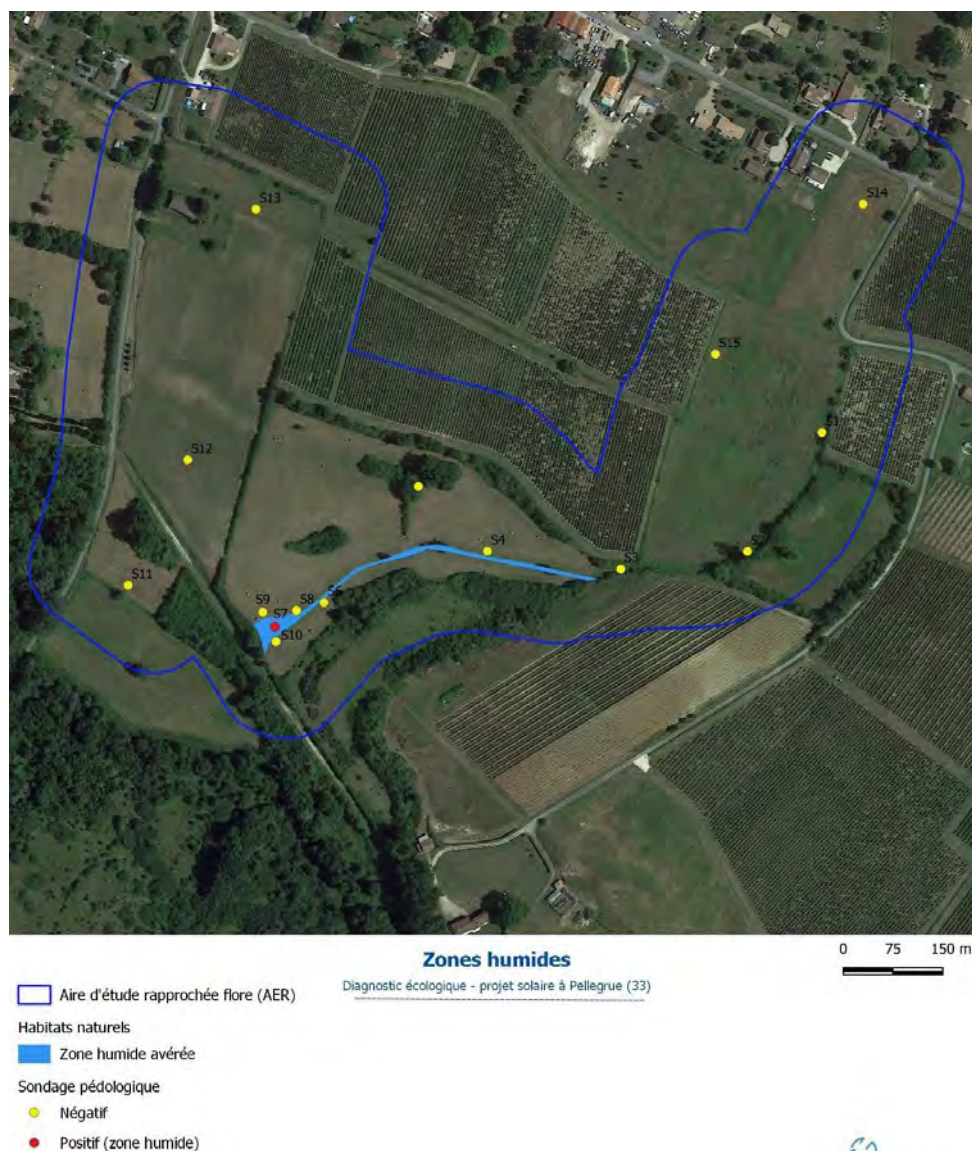 S13
S14
S15
S1
S12
S4
S2
S3
S11
S9
S8
S7
S10
Zones humides
Diagnostic écologique - projet solaire à Pellegrue (33)
0 75 150 m
Aire d'étude rapprochée flore (AER)
Habitats naturels
Zone humide avérée
Sondage pédologique
Négatif
Positif (zone humide)